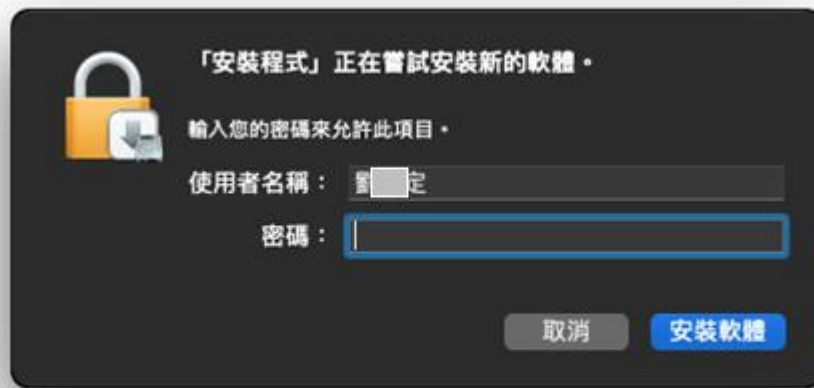 「安裝程式」正在嘗試安裝新的軟體。
輸入您的密碼來允許此項目。
使用者名稱： 定
密碼：
取消
安裝軟體